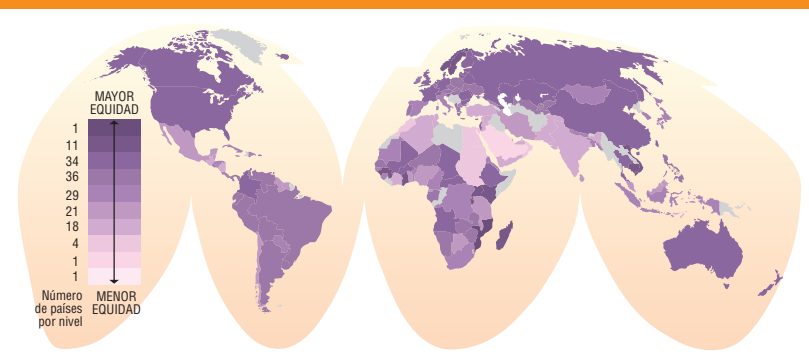 MAYOR
EQUIDAD
1
11
34
36
29
21
18
4
1
1
Número
de países
por nivel
MENOR
EQUIDAD